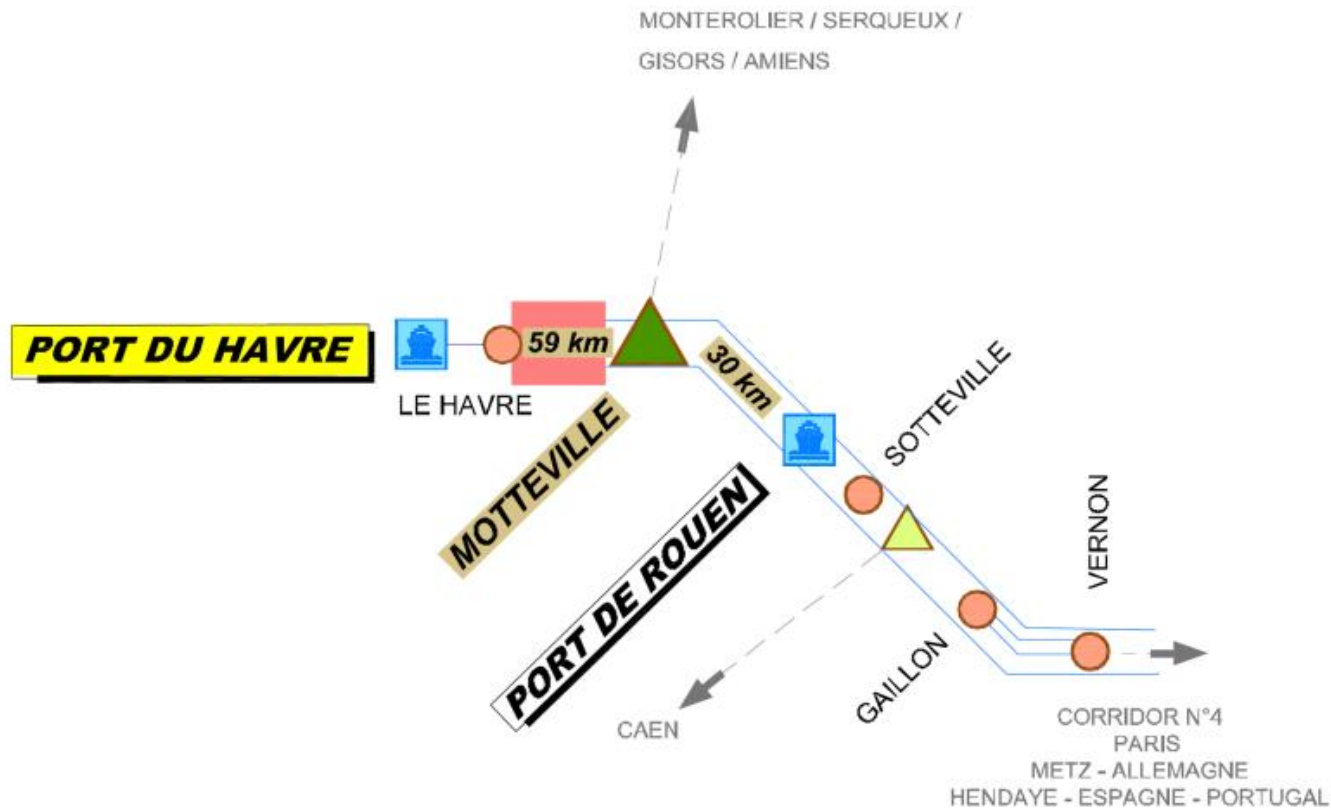 MONTEROLIER / SERQUEUX /
GISORS / AMIENS
PORT DU HAVRE
59 km
30 km
LE HAVRE
MOTTEVILLE
SOTTEVILLE
PORT DE ROUEN
VERNON
GAILLON
CAEN
CORRIDOR N°4
PARIS
METZ - ALLEMAGNE
HENDAYE - ESPAGNE - PORTUGAL